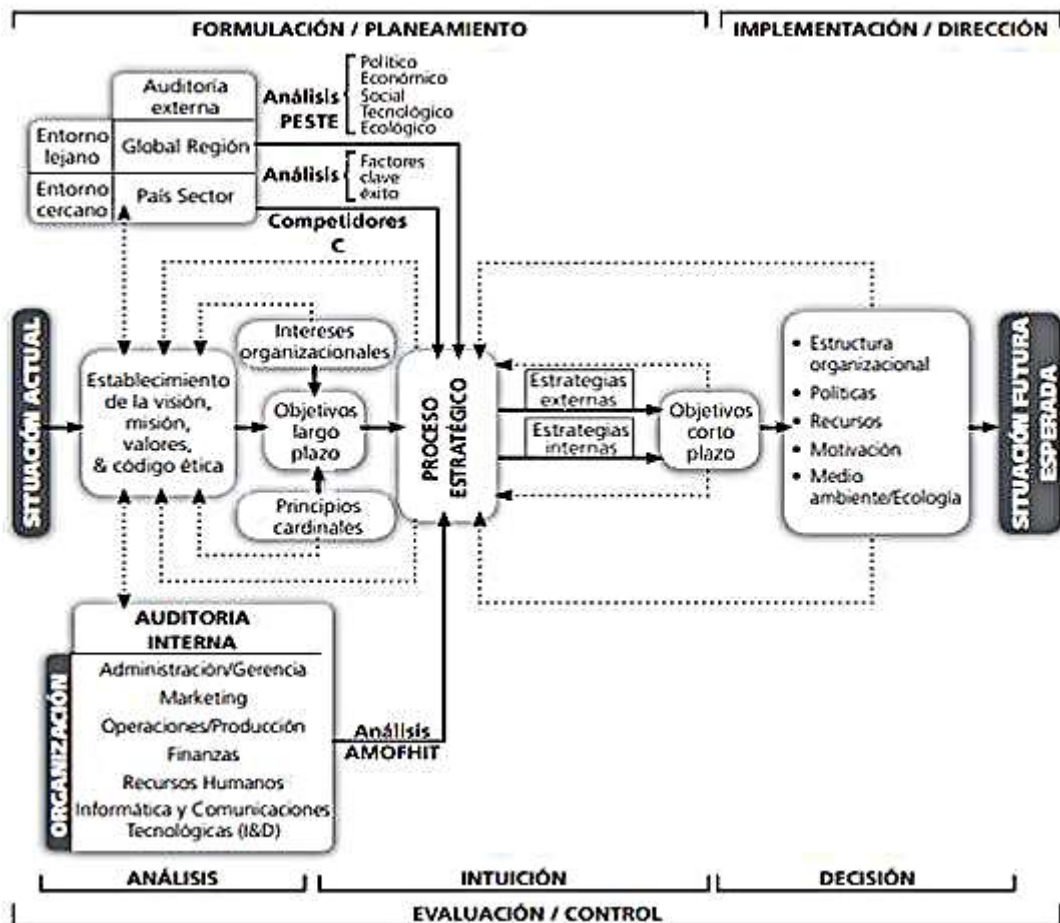 FORMULACIÓN / PLANEAMIENTO
IMPLEMENTACIÓN / DIRECCIÓN
Auditoría
externa
Entorno
lejano
Global Región
Entorno
cercano
País Sector
Análisis
PESTE
Político
Económico
Social
Tecnológico
Ecológico
Análisis
Factores
clave
éxito
Competidores
C
SITUACIÓN ACTUAL
Establecimiento
de la visión,
misión,
valores,
& código ética
Intereses
organizacionales
Objetivos
largo
plazo
Principios
cardinales
PROCESO
ESTRATÉGICO
Estrategias
externas
Estrategias
internas
Objetivos
corto
plazo
• Estructura
organizacional
• Políticas
• Recursos
• Motivación
• Medio
ambiente/Ecología
SITUACIÓN FUTURA
ESPERADA
ORGANIZACIÓN
AUDITORIA
INTERNA
Administración/Gerencia
Marketing
Operaciones/Producción
Finanzas
Recursos Humanos
Informática y Comunicaciones
Tecnológicas (I&D)
Análisis
AMOFHIT
ANÁLISIS
INTUICIÓN
DECISIÓN
EVALUACIÓN / CONTROL